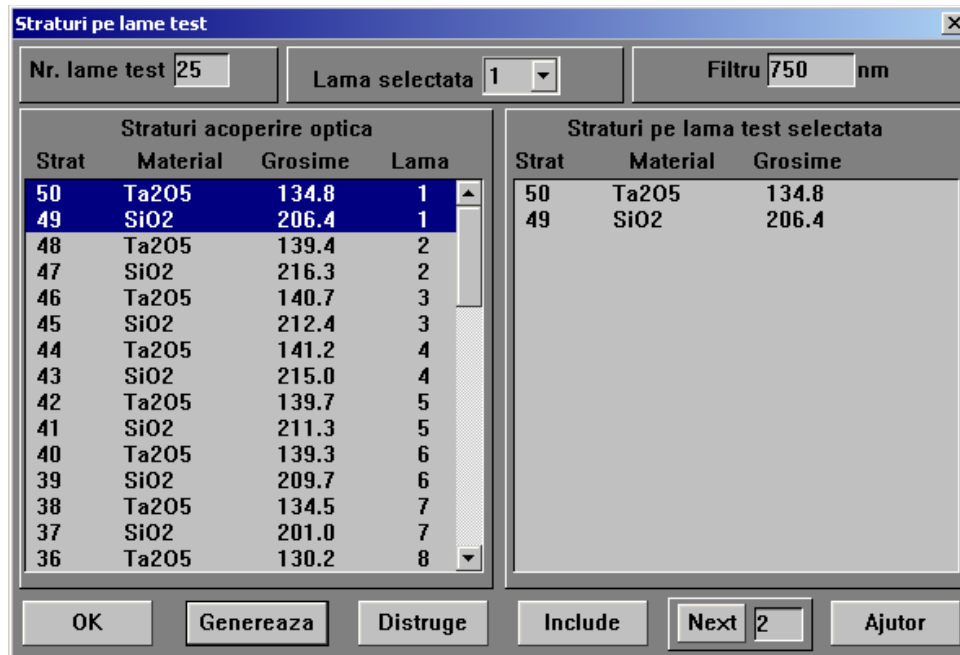 Straturi pe lame test
Nr. lame test 25
Lama selectata 1
Filtru 750 nm
Straturi acoperire optica
Strat Material Grosime Lama
50 Ta2O5 134.8 1
49 SiO2 206.4 1
48 Ta2O5 139.4 2
47 SiO2 216.3 2
46 Ta2O5 140.7 3
45 SiO2 212.4 3
44 Ta2O5 141.2 4
43 SiO2 215.0 4
42 Ta2O5 139.7 5
41 SiO2 211.3 5
40 Ta2O5 139.3 6
39 SiO2 209.7 6
38 Ta2O5 134.5 7
37 SiO2 201.0 7
36 Ta2O5 130.2 8
Straturi pe lama test selectata
Strat Material Grosime
50 Ta2O5 134.8
49 SiO2 206.4
OK Genereaza Distruge Include Next 2 Ajutor